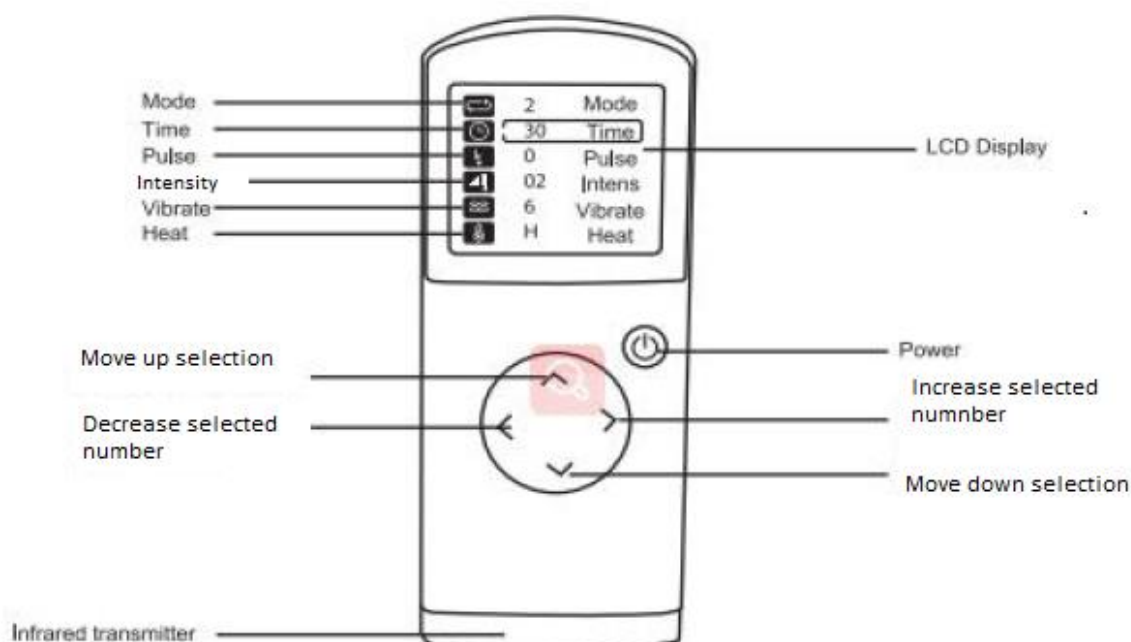 Mode
Time
Pulse
Intensity
Vibrate
Heat
2 Mode
30 Time
0 Pulse
02 Intens
6 Vibrate
H Heat
LCD Display
Move up selection
Decrease selected
number
Power
Increase selected
numnber
Move down selection
Infrared transmitter